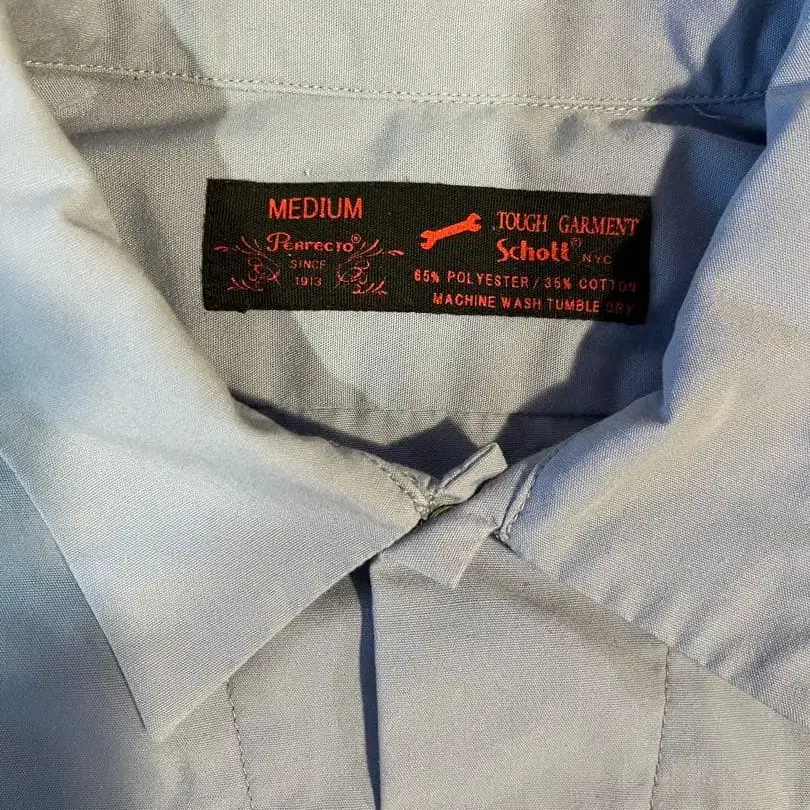 MEDIUM
Perfecto®
SINCE
1913
TOUGH GARMENT
Schott® NYC
65% POLYESTER / 35% COTTON
MACHINE WASH TUMBLE DRY